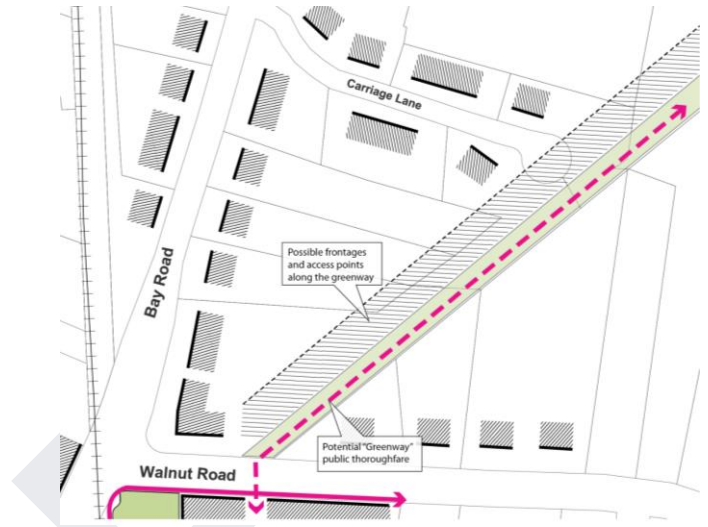 Carriage Lane
Possible frontages
and access points
along the greenway
Bay Road
Potential "Greenway"
public thoroughfare
Walnut Road